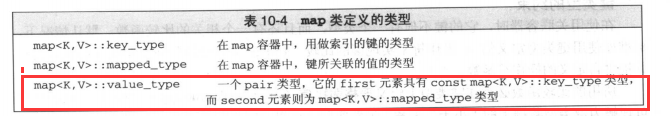 表 10-4 map 类定义的类型
map<K,V>::key_type 在 map 容器中，用做索引的键的类型
map<K,V>::mapped_type 在 map 容器中，键所关联的值的类型
map<K,V>::value_type 一个 pair 类型，它的 first 元素具有 const map<K,V>::key_type 类型，
而 second 元素则为 map<K,V>::mapped_type 类型